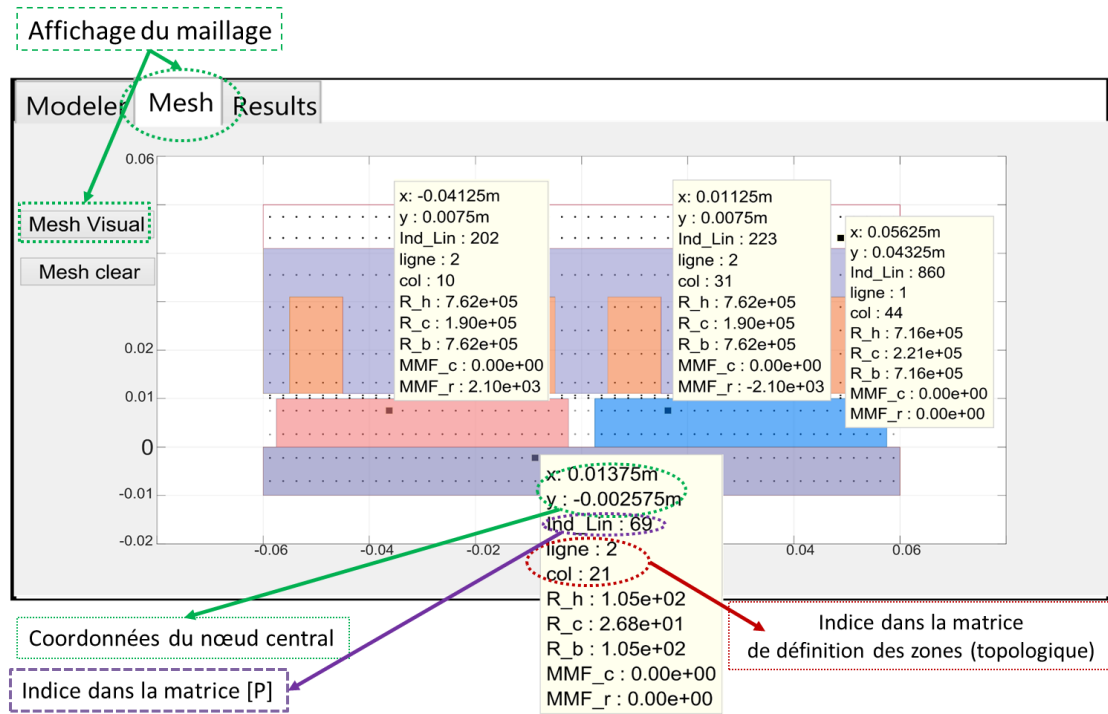 Affichage du maillage
Modeler
Mesh
Results
Mesh Visual
Mesh clear
0.06
0.02
0.01
0
-0.01
-0.02
-0.06
-0.04
-0.02
0.04
0.06
x: -0.04125m
y : 0.0075m
Ind_Lin : 202
ligne : 2
col : 10
R_h : 7.62e+05
R_c : 1.90e+05
R_b : 7.62e+05
MMF_c : 0.00e+00
MMF_r : 2.10e+03
x: 0.01125m
y : 0.0075m
Ind_Lin : 223
ligne : 2
col : 31
R_h : 7.62e+05
R_c : 1.90e+05
R_b : 7.62e+05
MMF_c : 0.00e+00
MMF_r : -2.10e+03
x: 0.05625m
y : 0.04325m
Ind_Lin : 860
ligne : 1
col : 44
R_h : 7.16e+05
R_c : 2.21e+05
R_b : 7.16e+05
MMF_c : 0.00e+00
MMF_r : 0.00e+00
x: 0.01375m
y : -0.002575m
Ind_Lin : 69
ligne : 2
col : 21
R_h : 1.05e+02
R_c : 2.68e+01
R_b : 1.05e+02
MMF_c : 0.00e+00
MMF_r : 0.00e+00
Coordonnées du nœud central
Indice dans la matrice [P]
Indice dans la matrice
de définition des zones (topologique)